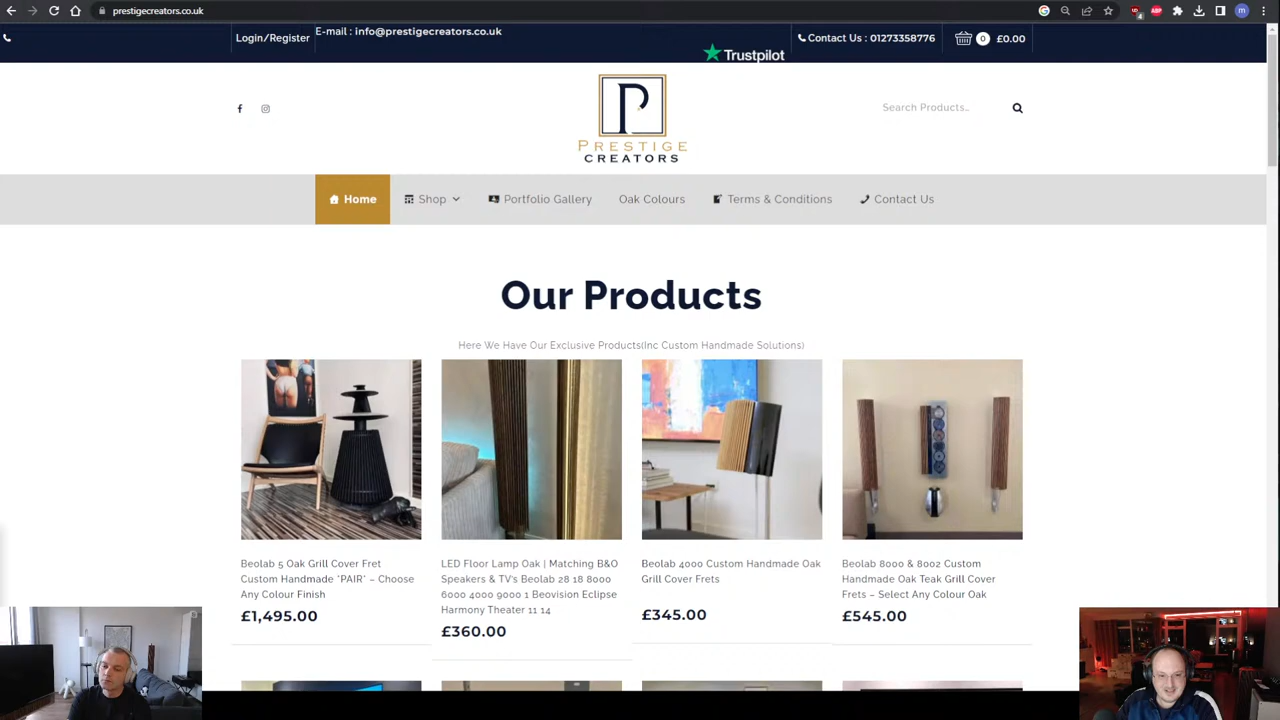 prestigecreators.co.uk
Login/Register
E-mail : info@prestigecreators.co.uk
Trustpilot
Contact Us : 01273358776
0
£0.00
P
PRESTIGE
CREATORS
Search Products…
Home
Shop
Portfolio Gallery
Oak Colours
Terms & Conditions
Contact Us
Our Products
Here We Have Our Exclusive Products(Inc Custom Handmade Solutions)
Beolab 5 Oak Grill Cover Fret
Custom Handmade *PAIR* – Choose
Any Colour Finish
£1,495.00
LED Floor Lamp Oak | Matching B&O
Speakers & TV's Beolab 28 18 8000
6000 4000 9000 1 Beovision Eclipse
Harmony Theater 11 14
£360.00
Beolab 4000 Custom Handmade Oak
Grill Cover Frets
£345.00
Beolab 8000 & 8002 Custom
Handmade Oak Teak Grill Cover
Frets – Select Any Colour Oak
£545.00